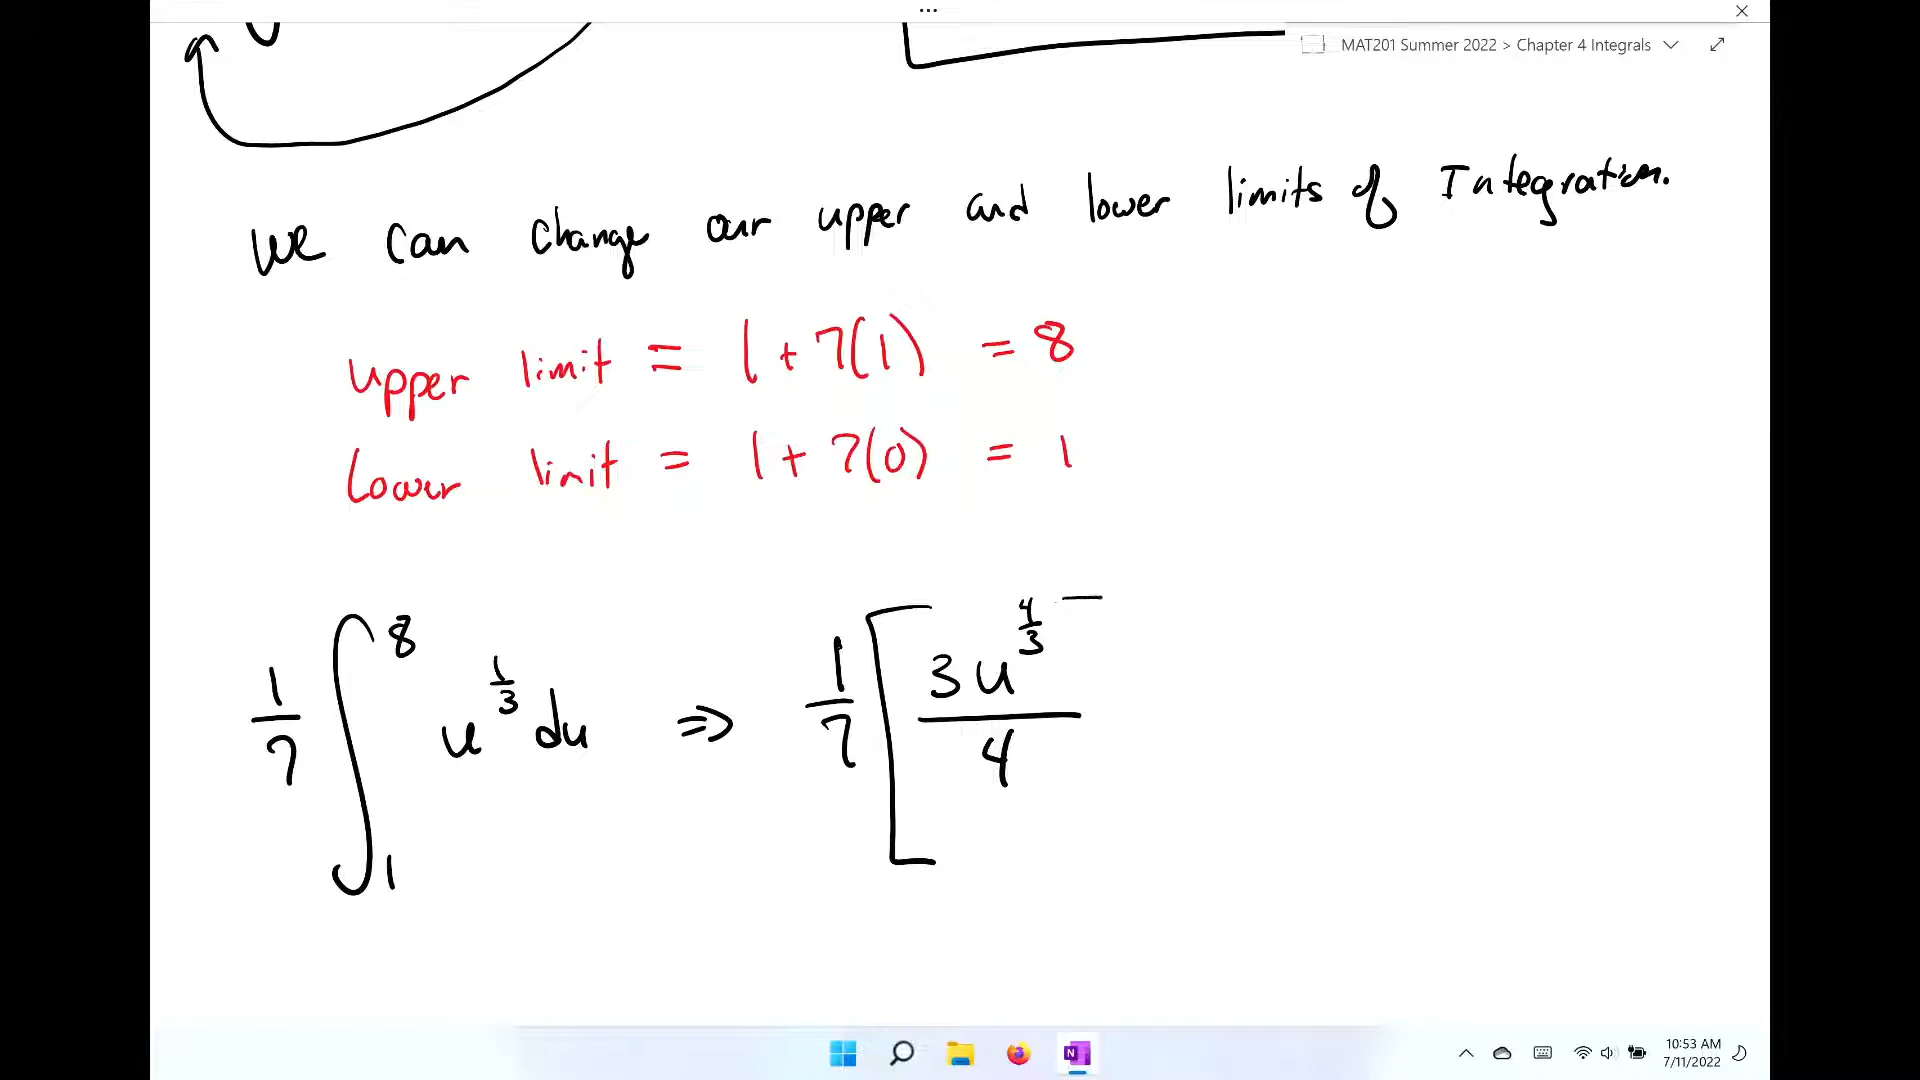 MAT201 Summer 2022 > Chapter 4 Integrals
We can change our upper and lower limits of Integration.
upper limit = 1 + 7(1) = 8
Lower limit = 1 + 7(0) = 1
1/7 ∫₁⁸ u^(1/3) du ⇒ 1/7 [ 3u^(4/3) / 4
10:53 AM
7/11/2022